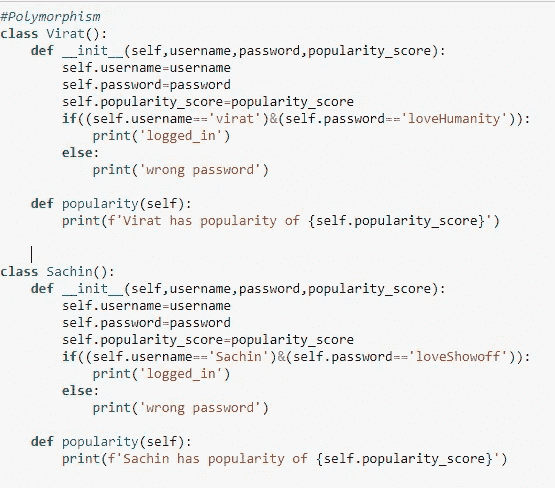 #Polymorphism
class Virat():
    def __init__(self,username,password,popularity_score):
        self.username=username
        self.password=password
        self.popularity_score=popularity_score
        if((self.username=='virat')&(self.password=='loveHumanity')):
            print('logged_in')
        else:
            print('wrong password')
    def popularity(self):
        print(f'Virat has popularity of {self.popularity_score}')
class Sachin():
    def __init__(self,username,password,popularity_score):
        self.username=username
        self.password=password
        self.popularity_score=popularity_score
        if((self.username=='Sachin')&(self.password=='loveShowoff')):
            print('logged_in')
        else:
            print('wrong password')
    def popularity(self):
        print(f'Sachin has popularity of {self.popularity_score}')